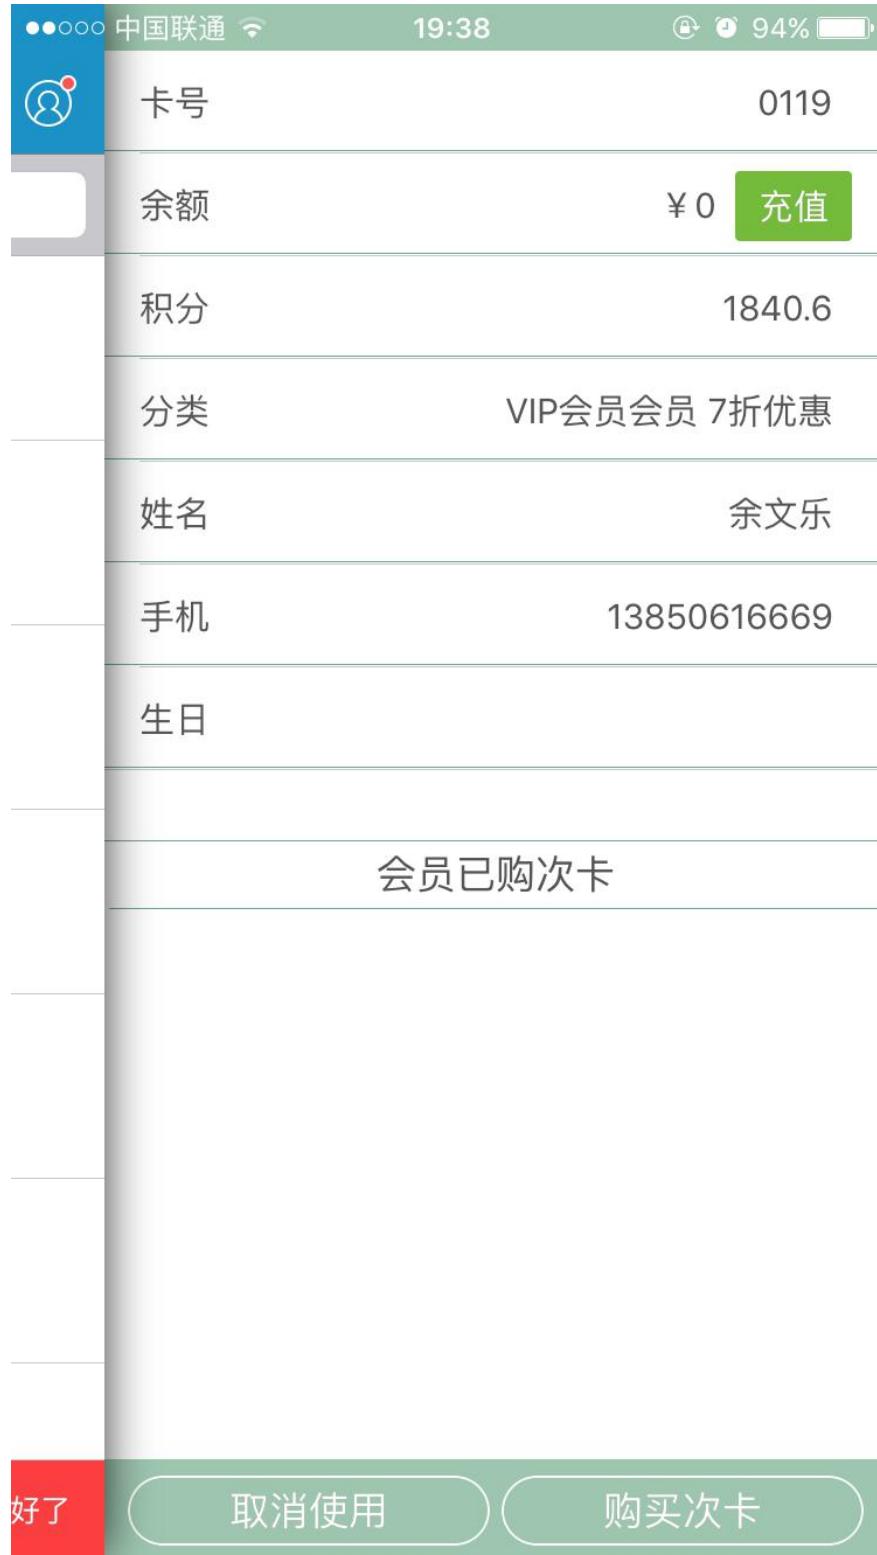 中国联通 19:38 94%
卡号 0119
余额 ¥0 充值
积分 1840.6
分类 VIP会员会员 7折优惠
姓名 余文乐
手机 13850616669
生日
会员已购次卡
好了 取消使用 购买次卡